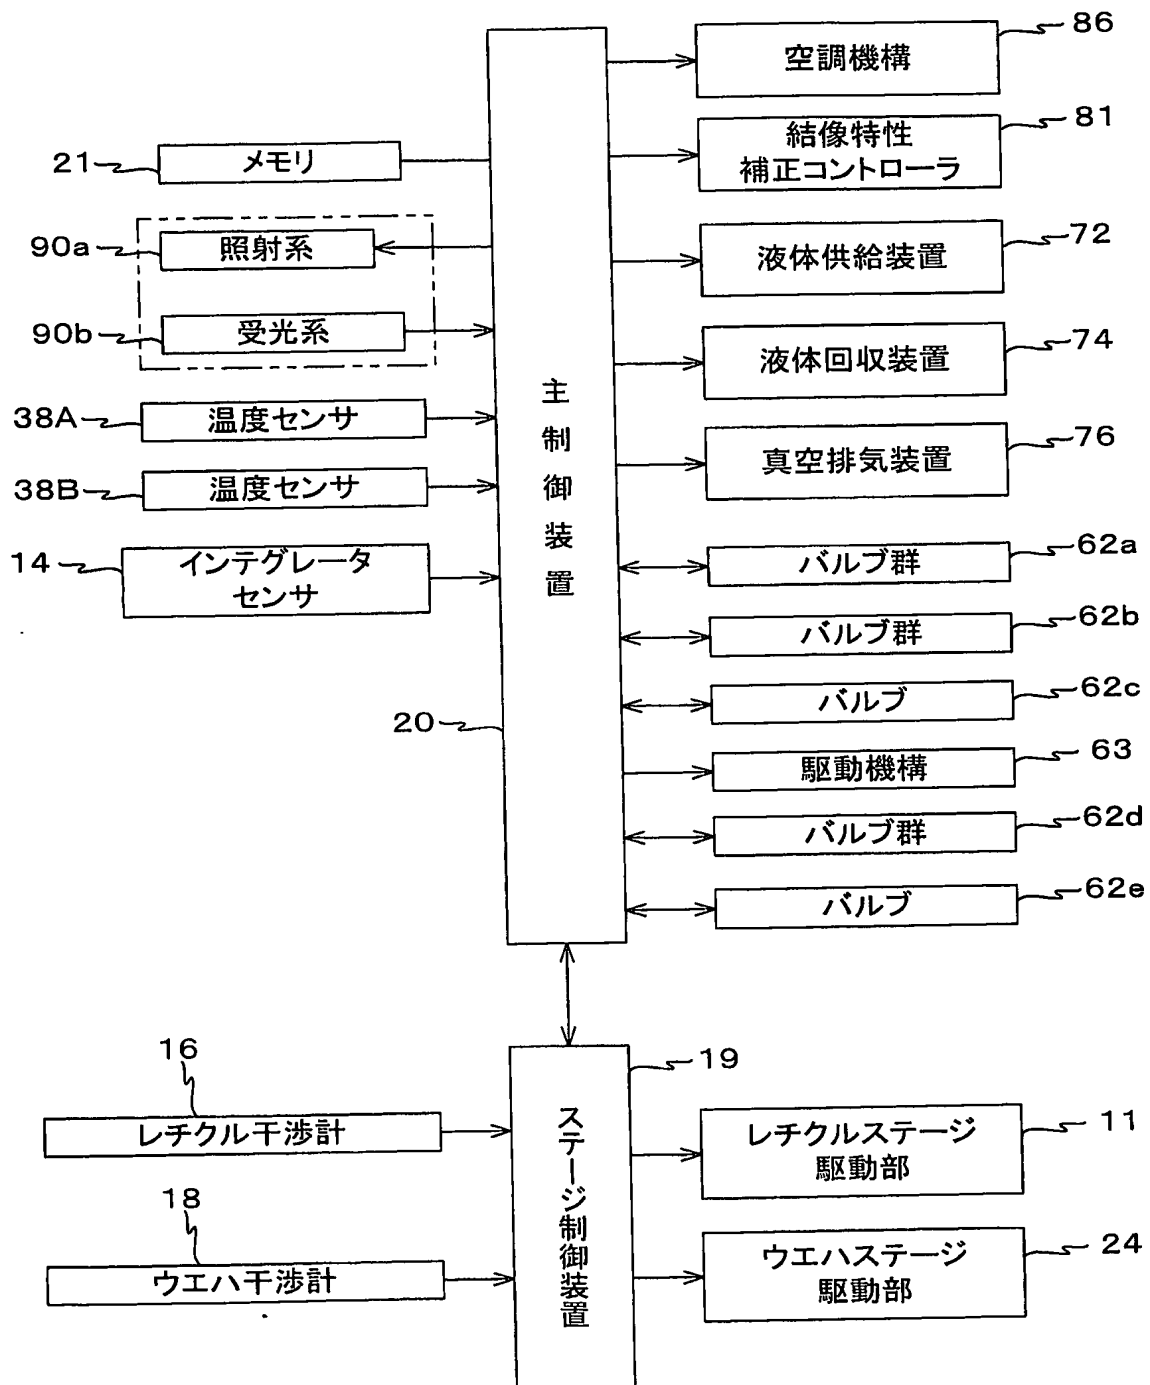 86
空調機構
81
結像特性
補正コントローラ
21
メモリ
90a
照射系
72
液体供給装置
90b
受光系
74
液体回収装置
主制御装置
38A
温度センサ
76
真空排気装置
38B
温度センサ
14
インテグレータ
センサ
62a
バルブ群
62b
バルブ群
62c
バルブ
20
63
駆動機構
62d
バルブ群
62e
バルブ
16
レチクル干渉計
19
ステージ制御装置
11
レチクルステージ
駆動部
18
ウエハ干渉計
24
ウエハステージ
駆動部